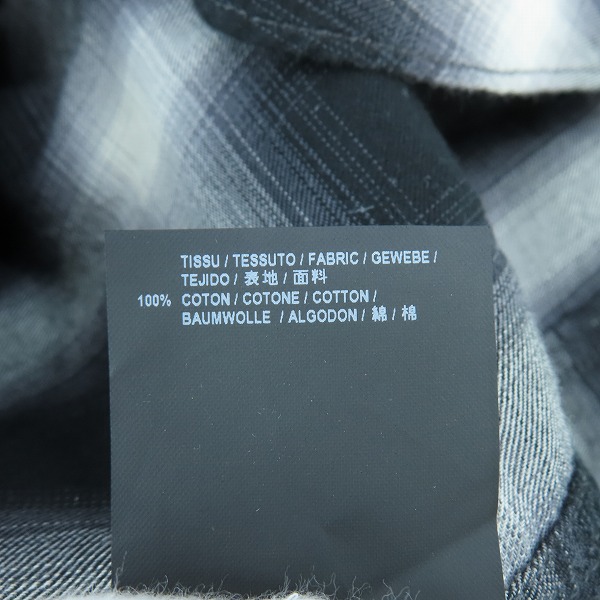 TISSU / TESSUTO / FABRIC / GEWEBE /
TEJIDO / 表地 / 面料
100% COTON / COTONE / COTTON /
BAUMWOLLE / ALGODON / 綿 / 棉